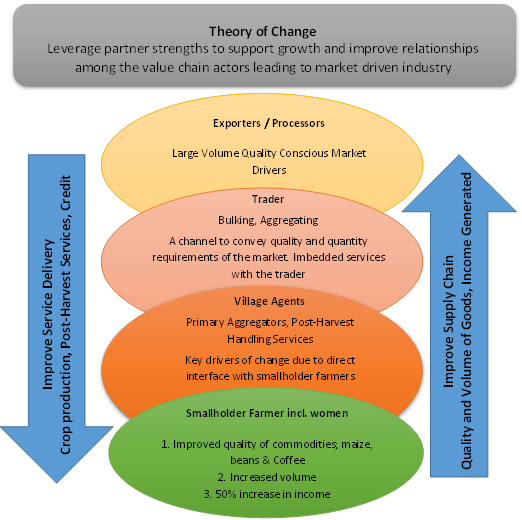 Theory of Change
Leverage partner strengths to support growth and improve relationships
among the value chain actors leading to market driven industry
Exporters / Processors
Large Volume Quality Conscious Market
Drivers
Trader
Bulking, Aggregating
A channel to convey quality and quantity
requirements of the market. Imbedded services
with the trader
Village Agents
Primary Aggregators, Post-Harvest
Handling Services
Key drivers of change due to direct
interface with smallholder farmers
Smallholder Farmer incl. women
1. Improved quality of commodities; maize,
beans & Coffee
2. Increased volume
3. 50% increase in income
Improve Service Delivery
Crop production, Post-Harvest Services, Credit
Improve Supply Chain
Quality and Volume of Goods, Income Generated